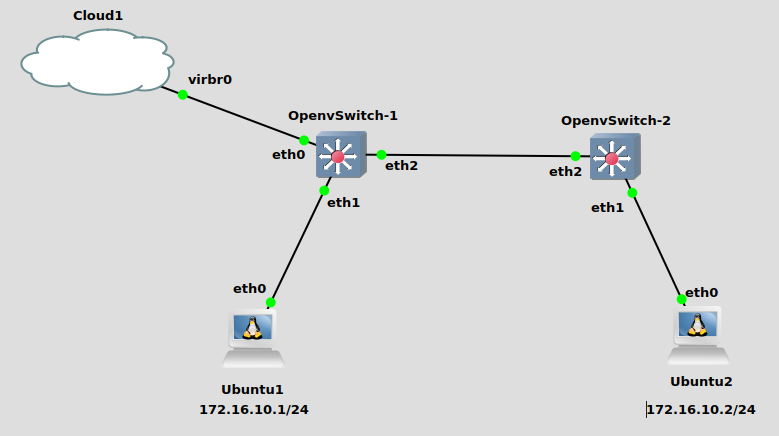 Cloud1
virbr0
OpenvSwitch-1
OpenvSwitch-2
eth0
eth2
eth2
eth1
eth1
eth0
eth0
Ubuntu1
172.16.10.1/24
Ubuntu2
172.16.10.2/24